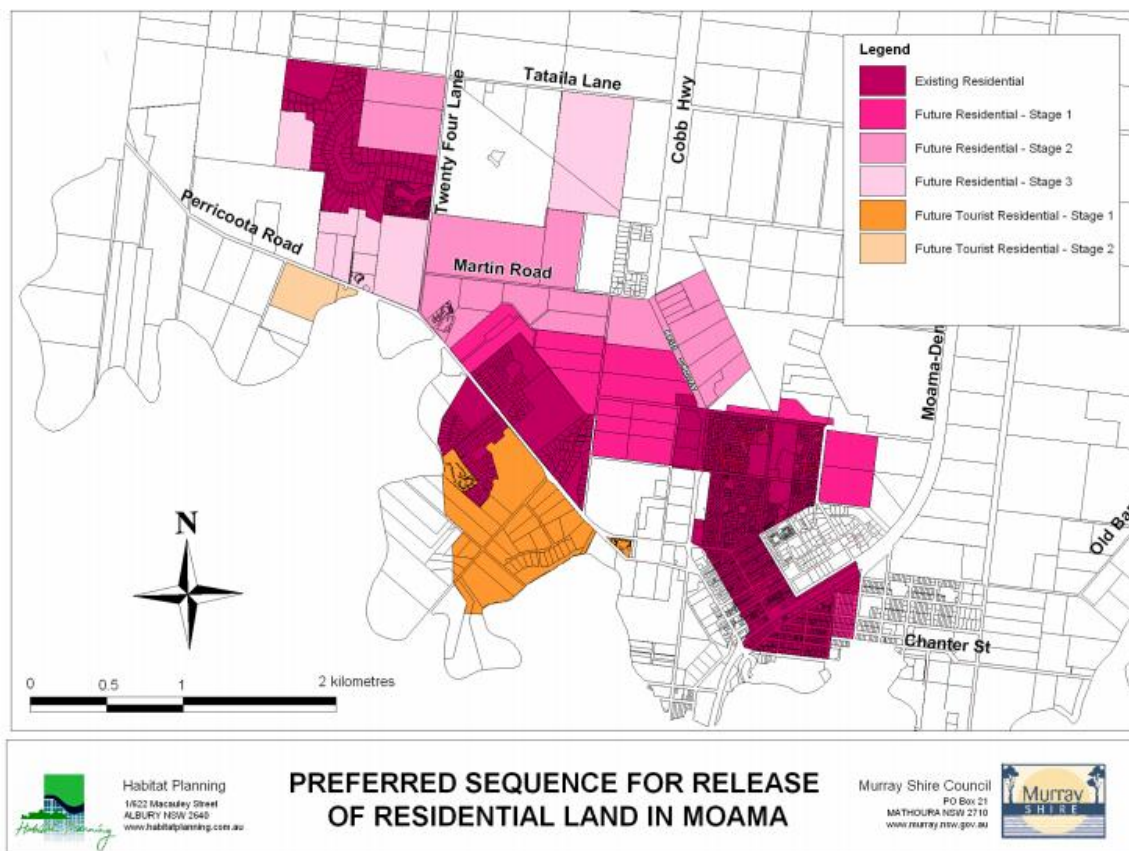 Legend
Existing Residential
Future Residential - Stage 1
Future Residential - Stage 2
Future Residential - Stage 3
Future Tourist Residential - Stage 1
Future Tourist Residential - Stage 2
Tataila Lane
Twenty Four Lane
Cobb Hwy
Perricoota Road
Martin Road
Moama-Den
Old Ba
Chanter St
N
0 0.5 1 2 kilometres
Habitat Planning
Habitat Planning
1/622 Macauley Street
ALBURY NSW 2640
www.habitatplanning.com.au
PREFERRED SEQUENCE FOR RELEASE
OF RESIDENTIAL LAND IN MOAMA
Murray Shire Council
PO Box 21
MATHOURA NSW 2710
www.murray.nsw.gov.au
Murray
SHIRE